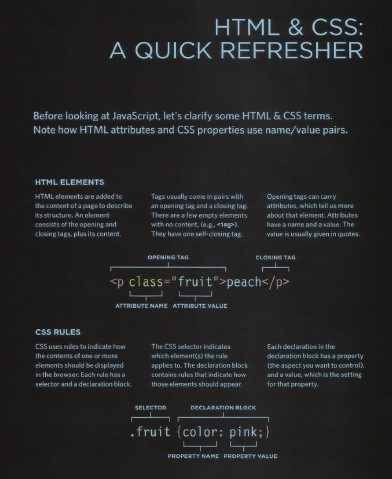 HTML & CSS:
A QUICK REFRESHER
Before looking at JavaScript, let's clarify some HTML & CSS terms.
Note how HTML attributes and CSS properties use name/value pairs.
HTML ELEMENTS
HTML elements are added to
the content of a page to describe
its structure. An element
consists of the opening and
closing tags, plus its content.
Tags usually come in pairs with
an opening tag and a closing tag.
There are a few empty elements
with no content, (e.g.,
They have one self-closing tag.
Opening tags can carry
attributes, which tell us more
about that element. Attributes
have a name and a value. The
value is usually given in quotes.
OPENING TAG
CLOSING TAG
<p class="fruit">peach</p>
ATTRIBUTE NAME
ATTRIBUTE VALUE
CSS RULES
CSS uses rules to indicate how
the contents of one or more
elements should be displayed
in the browser. Each rule has a
selector and a declaration block.
The CSS selector indicates
which element(s) the rule
applies to. The declaration block
contains rules that indicate how
those elements should appear.
Each declaration in the
declaration block has a property
(the aspect you want to control),
and a value, which is the setting
for that property.
SELECTOR
DECLARATION BLOCK
.fruit {color: pink;}
PROPERTY NAME
PROPERTY VALUE